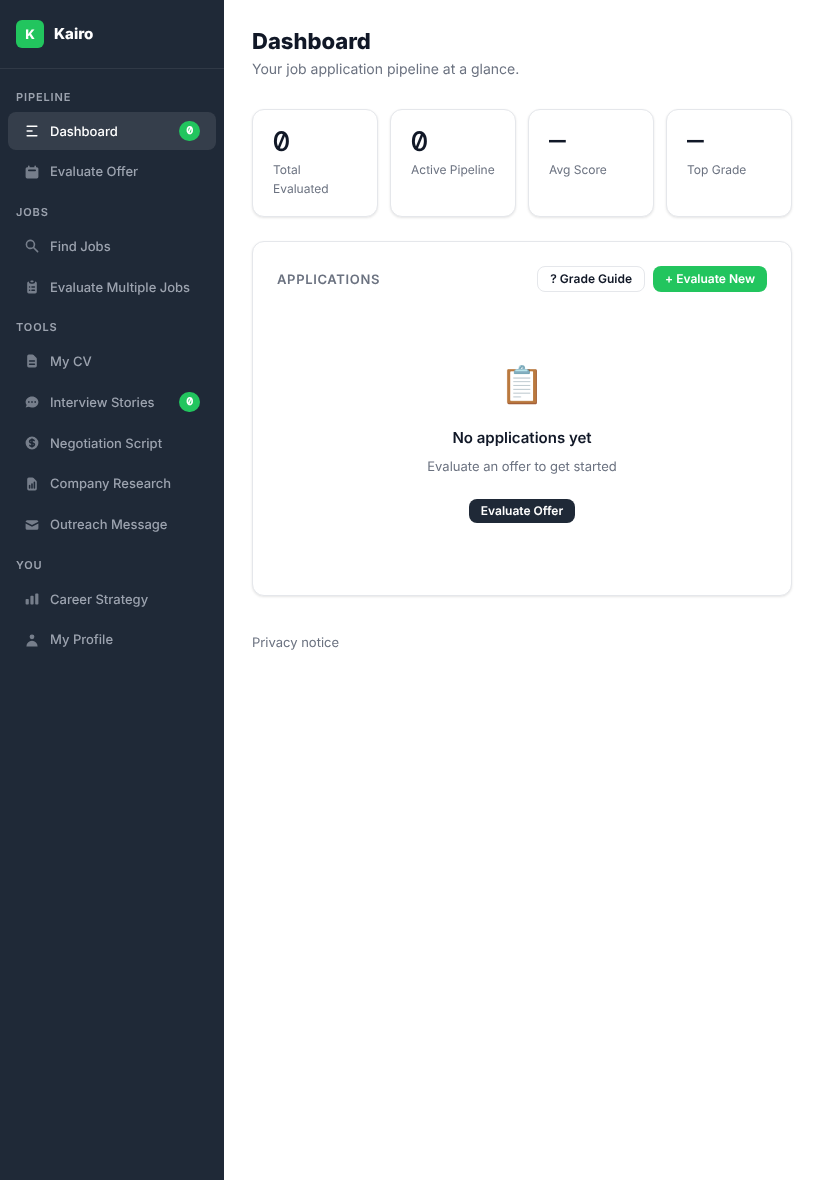 K
Kairo
PIPELINE
Dashboard 0
Evaluate Offer
JOBS
Find Jobs
Evaluate Multiple Jobs
TOOLS
My CV
Interview Stories 0
Negotiation Script
Company Research
Outreach Message
YOU
Career Strategy
My Profile
Dashboard
Your job application pipeline at a glance.
0
Total
Evaluated
0
Active Pipeline
—
Avg Score
—
Top Grade
APPLICATIONS
? Grade Guide
+ Evaluate New
No applications yet
Evaluate an offer to get started
Evaluate Offer
Privacy notice